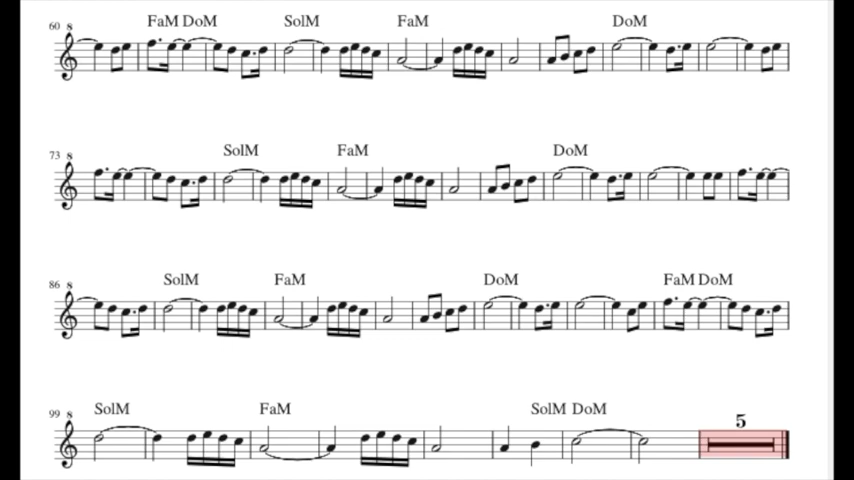 FaM DoM SolM FaM DoM
60 8
SolM FaM DoM
73 8
SolM FaM DoM FaM DoM
86 8
SolM FaM SolM DoM
99 8 5